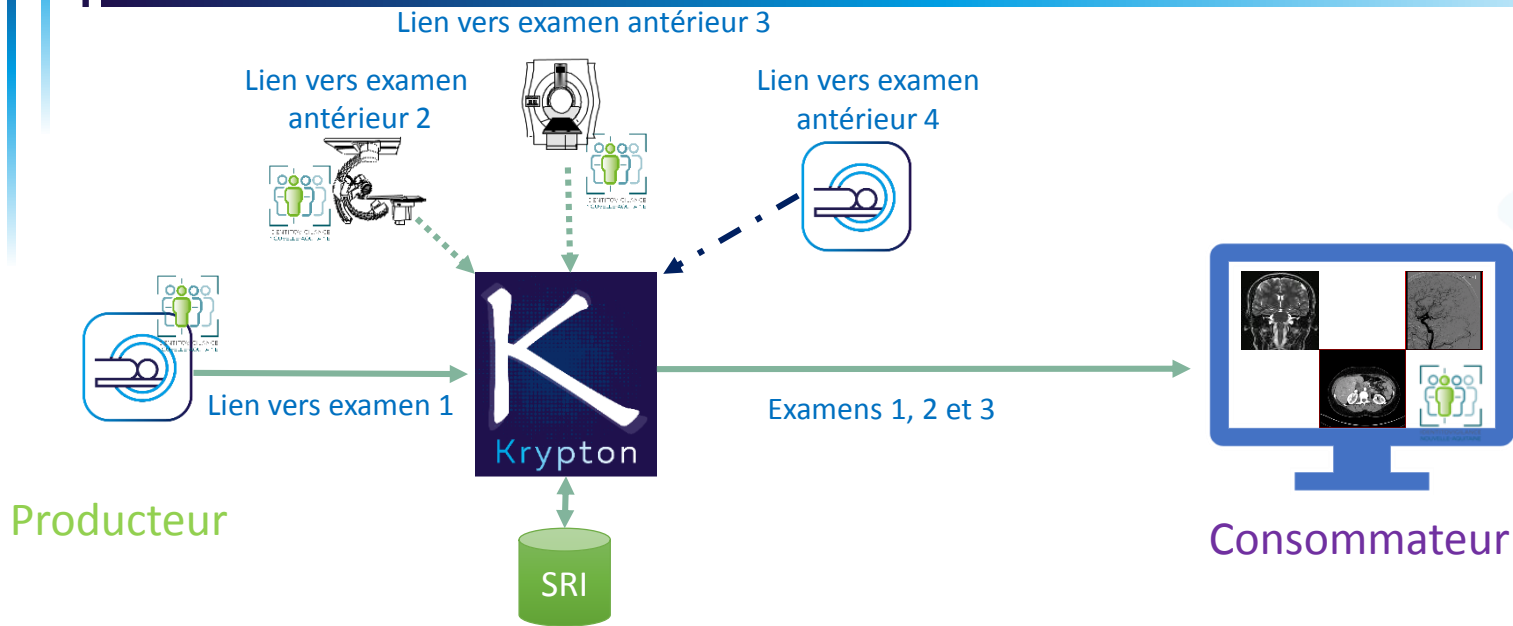 Lien vers examen antérieur 3
Lien vers examen
antérieur 2
Lien vers examen
antérieur 4
Lien vers examen 1
Krypton
Examens 1, 2 et 3
Producteur
SRI
Consommateur